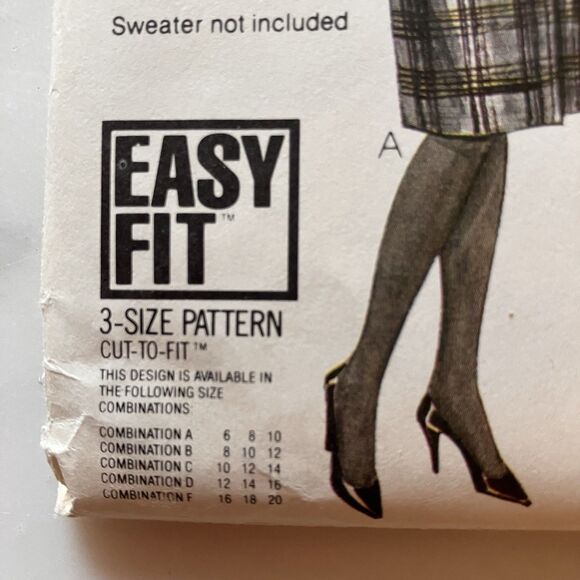 Sweater not included
A
EASY
FIT™
3-SIZE PATTERN
CUT-TO-FIT™
THIS DESIGN IS AVAILABLE IN
THE FOLLOWING SIZE
COMBINATIONS:
COMBINATION A 6 8 10
COMBINATION B 8 10 12
COMBINATION C 10 12 14
COMBINATION D 12 14 16
COMBINATION F 16 18 20